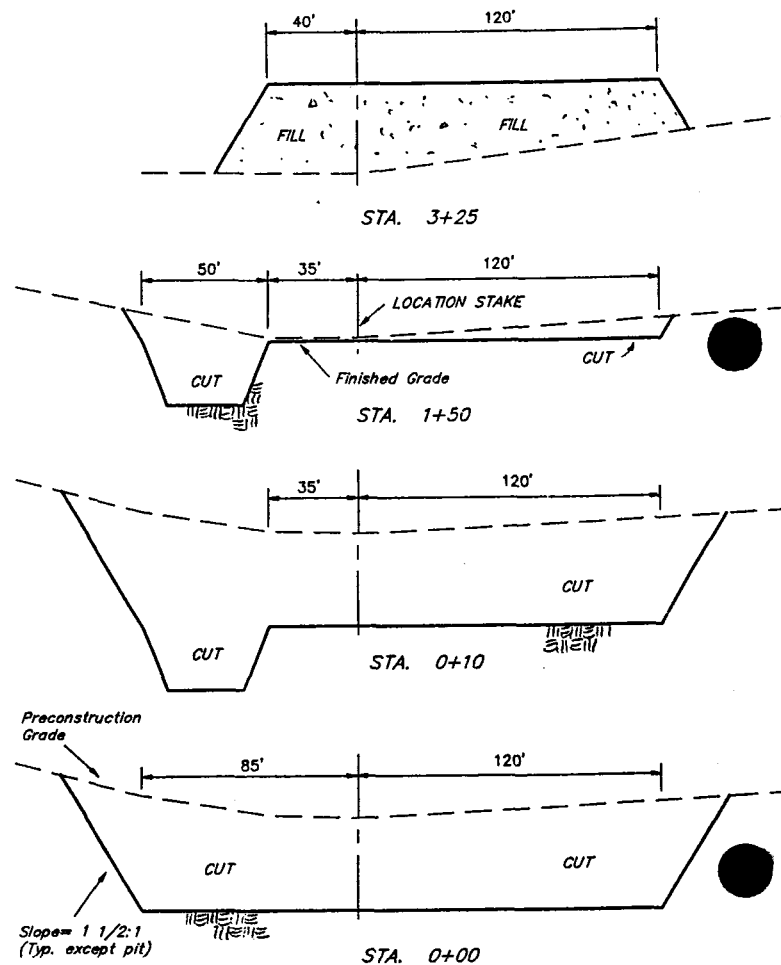 40'
120'
FILL
FILL
STA. 3+25
50'
35'
120'
LOCATION STAKE
CUT
CUT
Finished Grade
STA. 1+50
35'
120'
CUT
CUT
STA. 0+10
Preconstruction
Grade
85'
120'
CUT
CUT
Slope= 1 1/2:1
(Typ. except pit)
STA. 0+00